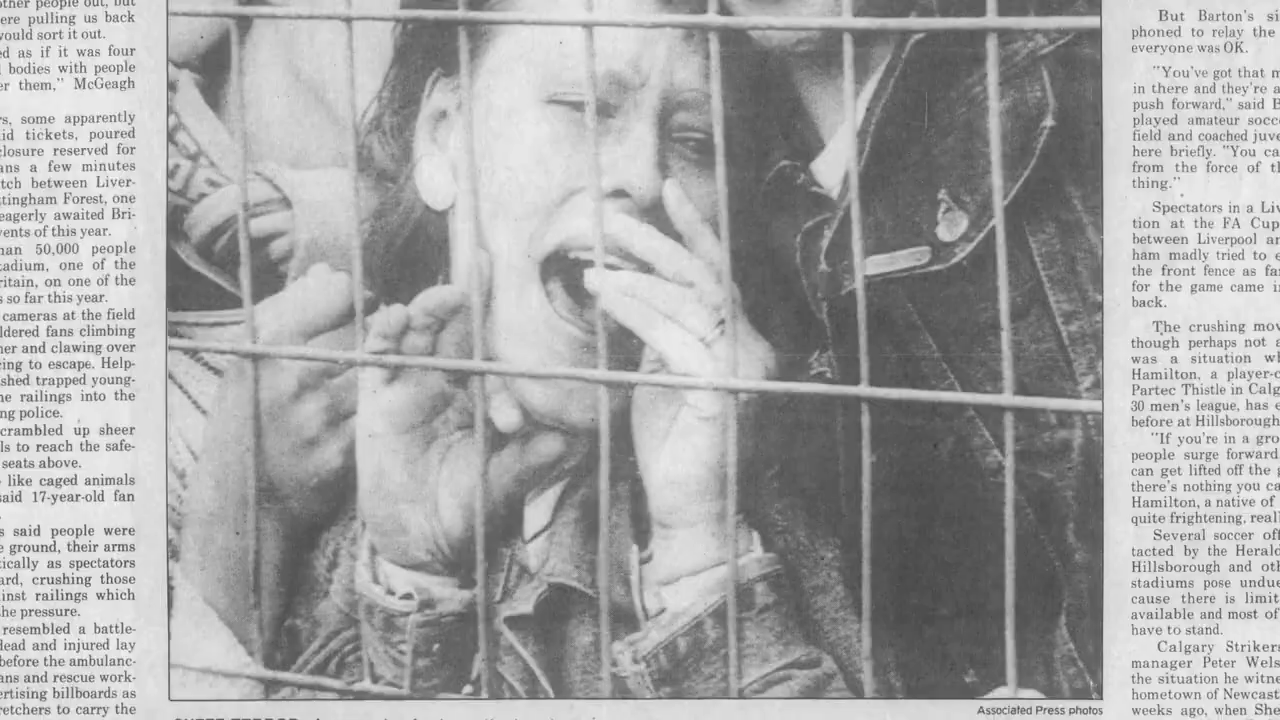 other people out, but
ere pulling us back
would sort it out.
ed as if it was four
bodies with people
er them," McGeagh
rs, some apparently
id tickets, poured
closure reserved for
ans a few minutes
tch between Liver-
ttingham Forest, one
eagerly awaited Bri-
vents of this year.
han 50,000 people
tadium, one of the
ritain, on one of the
s so far this year.
cameras at the field
ldered fans climbing
her and clawing over
cing to escape. Help-
shed trapped young-
he railings into the
ng police.
crambled up sheer
ls to reach the safe-
seats above.
like caged animals
said 17-year-old fan
s said people were
e ground, their arms
tically as spectators
ard, crushing those
inst railings which
the pressure.
resembled a battle-
dead and injured lay
before the ambulanc-
ans and rescue work-
ertising billboards as
retchers to carry the
Associated Press photos
But Barton's si
phoned to relay the
everyone was OK.
"You've got that m
in there and they're a
push forward," said B
played amateur socce
field and coached juve
here briefly. "You ca
from the force of th
thing."
Spectators in a Liv
tion at the FA Cup
between Liverpool an
ham madly tried to e
the front fence as far
for the game came in
back.
The crushing mov
though perhaps not a
was a situation wh
Hamilton, a player-c
Partec Thistle in Calg
30 men's league, has e
before at Hillsborough
"If you're in a gro
people surge forward,
can get lifted off the
there's nothing you ca
Hamilton, a native of
quite frightening, reall
Several soccer off
tacted by the Herald
Hillsborough and oth
stadiums pose undue
cause there is limit
available and most of
have to stand.
Calgary Strikers
manager Peter Wels
the situation he witne
hometown of Newcast
weeks ago, when She